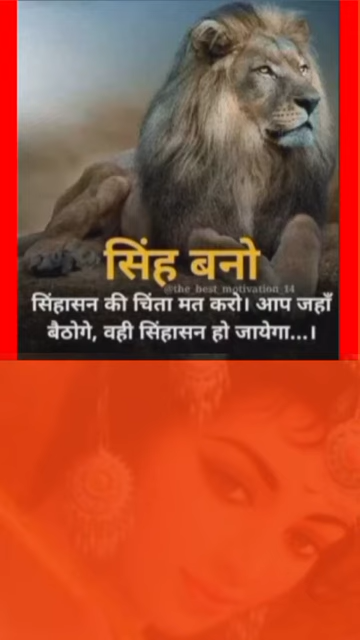 सिंह बनो
@the_best_motivation_14
सिंहासन की चिंता मत करो। आप जहाँ
बैठोगे, वही सिंहासन हो जायेगा...।